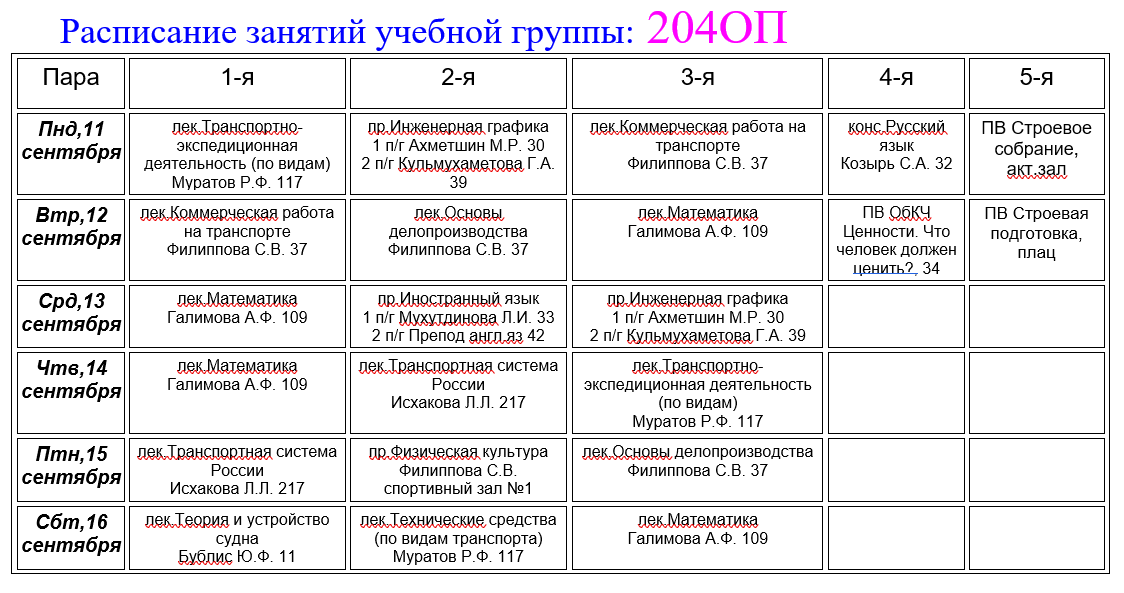 Расписание занятий учебной группы: 204ОП
Пара
1-я
2-я
3-я
4-я
5-я
Пнд,11
сентября
лек.Транспортно-
экспедиционная
деятельность (по видам)
Муратов Р.Ф. 117
пр.Инженерная графика
1 п/г Ахметшин М.Р. 30
2 п/г Кульмухаметова Г.А.
39
лек.Коммерческая работа на
транспорте
Филиппова С.В. 37
конс.Русский
язык
Козырь С.А. 32
ПВ Строевое
собрание,
акт.зал
Втр,12
сентября
лек.Коммерческая работа
на транспорте
Филиппова С.В. 37
лек.Основы
делопроизводства
Филиппова С.В. 37
лек.Математика
Галимова А.Ф. 109
ПВ ОбКЧ
Ценности. Что
человек должен
ценить?, 34
ПВ Строевая
подготовка,
плац
Срд,13
сентября
лек.Математика
Галимова А.Ф. 109
пр.Иностранный язык
1 п/г Мухутдинова Л.И. 33
2 п/г Препод англ.яз 42
пр.Инженерная графика
1 п/г Ахметшин М.Р. 30
2 п/г Кульмухаметова Г.А. 39
Чтв,14
сентября
лек.Математика
Галимова А.Ф. 109
лек.Транспортная система
России
Исхакова Л.Л. 217
лек.Транспортно-
экспедиционная деятельность
(по видам)
Муратов Р.Ф. 117
Птн,15
сентября
лек.Транспортная система
России
Исхакова Л.Л. 217
пр.Физическая культура
Филиппова С.В.
спортивный зал №1
лек.Основы делопроизводства
Филиппова С.В. 37
Сбт,16
сентября
лек.Теория и устройство
судна
Бублис Ю.Ф. 11
лек.Технические средства
(по видам транспорта)
Муратов Р.Ф. 117
лек.Математика
Галимова А.Ф. 109